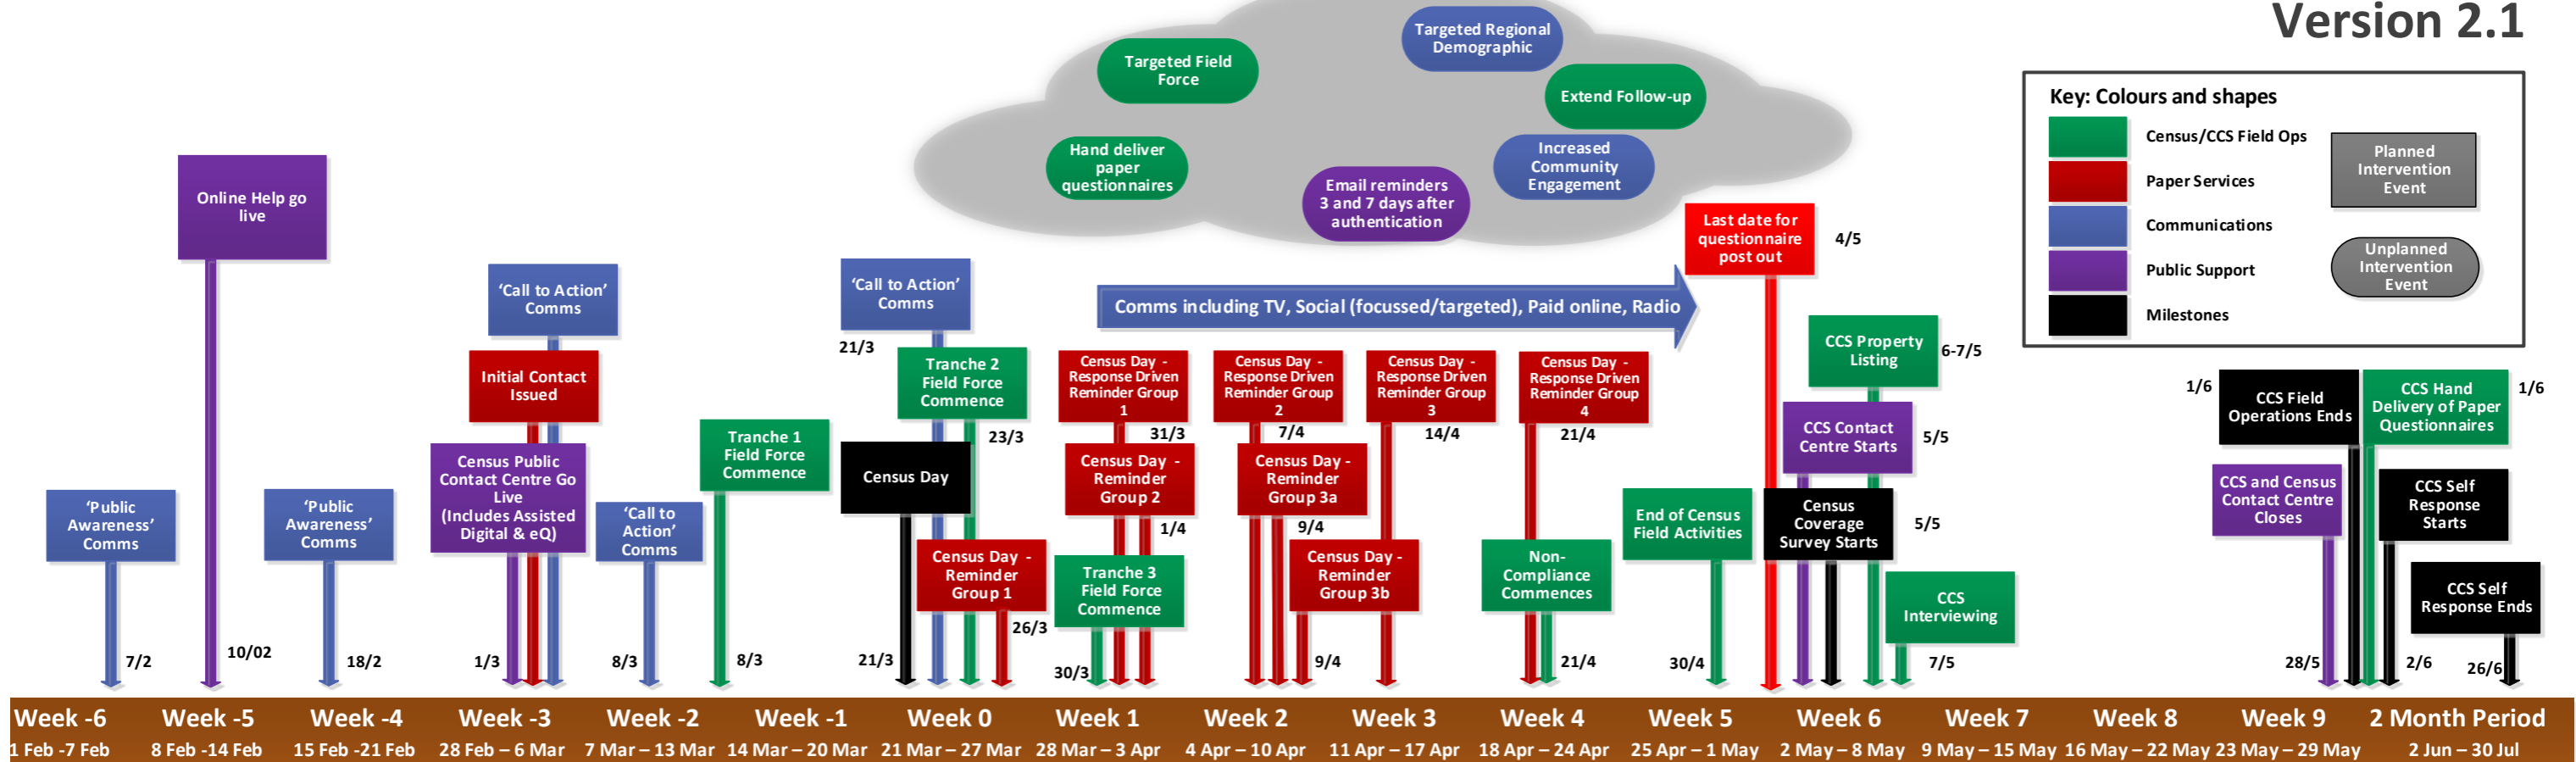 Version 2.1
Targeted Regional
Demographic
Targeted Field
Force
Extend Follow-up
Hand deliver
paper
questionnaires
Increased
Community
Engagement
Email reminders
3 and 7 days after
authentication
Key: Colours and shapes
Census/CCS Field Ops
Paper Services
Communications
Public Support
Milestones
Planned
Intervention
Event
Unplanned
Intervention
Event
'Public
Awareness'
Comms
7/2
Online Help go
live
10/02
'Public
Awareness'
Comms
18/2
'Call to Action'
Comms
Initial Contact
Issued
Census Public
Contact Centre Go
Live
(Includes Assisted
Digital & eQ)
1/3
'Call to
Action'
Comms
8/3
Tranche 1
Field Force
Commence
8/3
'Call to Action'
Comms
21/3
Tranche 2
Field Force
Commence
23/3
Census Day
21/3
Census Day -
Reminder
Group 1
26/3
Comms including TV, Social (focussed/targeted), Paid online, Radio
Census Day -
Response Driven
Reminder Group
1
31/3
Census Day -
Reminder
Group 2
1/4
Tranche 3
Field Force
Commence
30/3
Census Day -
Response Driven
Reminder Group
2
7/4
Census Day -
Reminder
Group 3a
9/4
Census Day -
Reminder
Group 3b
9/4
Census Day -
Response Driven
Reminder Group
3
14/4
Census Day -
Response Driven
Reminder Group
4
21/4
Non-
Compliance
Commences
21/4
End of Census
Field Activities
30/4
Last date for
questionnaire
post out
4/5
CCS Property
Listing
6-7/5
CCS Contact
Centre Starts
5/5
Census
Coverage
Survey Starts
5/5
CCS
Interviewing
7/5
1/6
CCS Field
Operations Ends
CCS Hand
Delivery of Paper
Questionnaires
1/6
CCS and Census
Contact Centre
Closes
28/5
CCS Self
Response
Starts
2/6
CCS Self
Response Ends
26/6
Week -6
Week -5
Week -4
Week -3
Week -2
Week -1
Week 0
Week 1
Week 2
Week 3
Week 4
Week 5
Week 6
Week 7
Week 8
Week 9
2 Month Period
1 Feb -7 Feb
8 Feb -14 Feb
15 Feb -21 Feb
28 Feb – 6 Mar
7 Mar – 13 Mar
14 Mar – 20 Mar
21 Mar – 27 Mar
28 Mar – 3 Apr
4 Apr – 10 Apr
11 Apr – 17 Apr
18 Apr – 24 Apr
25 Apr – 1 May
2 May – 8 May
9 May – 15 May
16 May – 22 May
23 May – 29 May
2 Jun – 30 Jul